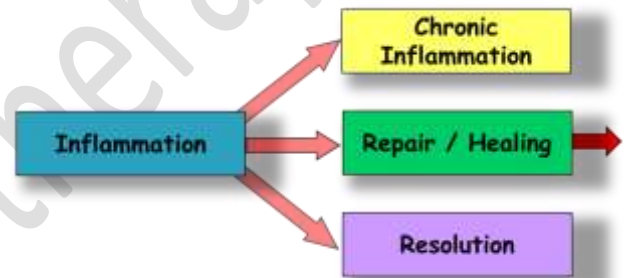 Chronic
Inflammation
Inflammation
Repair / Healing
Resolution